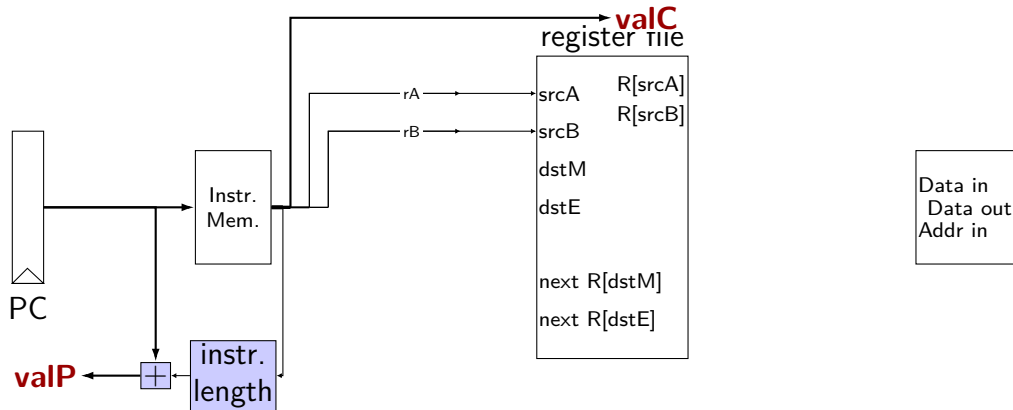 valC
register file
rA
srcA
R[srcA]
R[srcB]
rB
srcB
dstM
dstE
Instr.
Mem.
Data in
Data out
Addr in
next R[dstM]
next R[dstE]
PC
instr.
length
+
valP